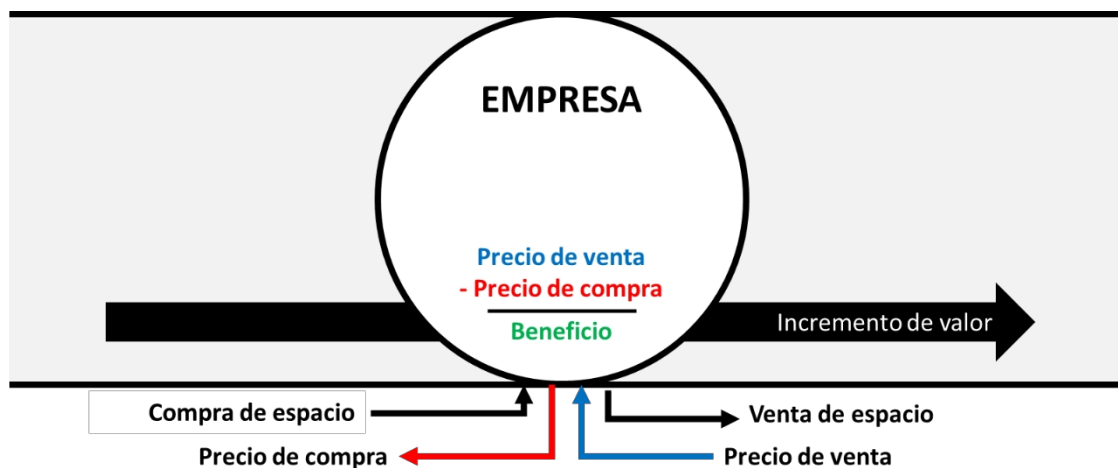 EMPRESA
Precio de venta
- Precio de compra
Beneficio
Incremento de valor
Compra de espacio
Venta de espacio
Precio de compra
Precio de venta